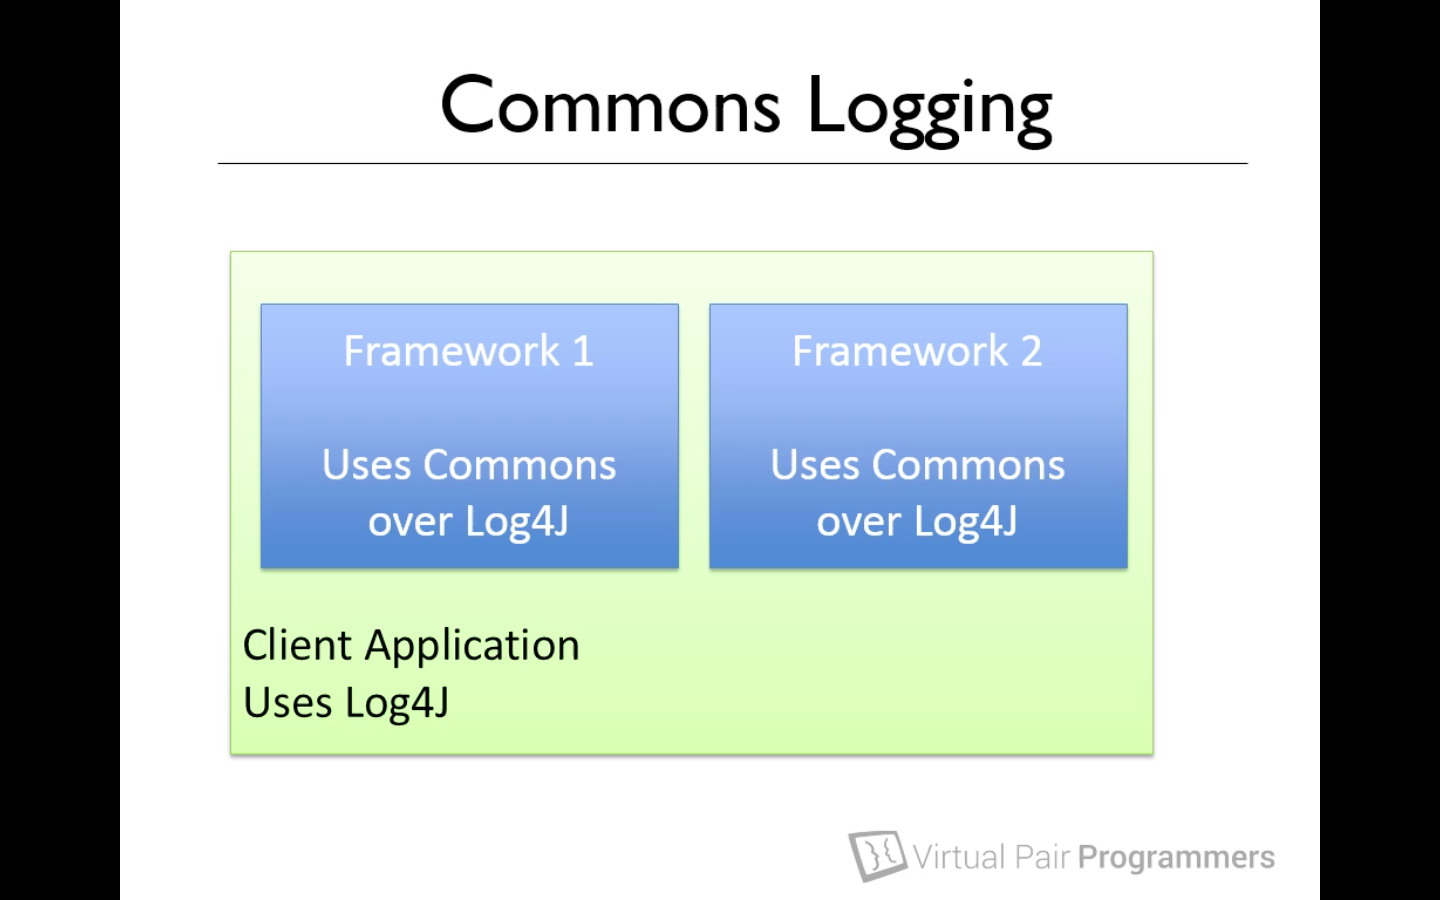 Commons Logging
Framework 1
Uses Commons
over Log4J
Framework 2
Uses Commons
over Log4J
Client Application
Uses Log4J
Virtual Pair Programmers